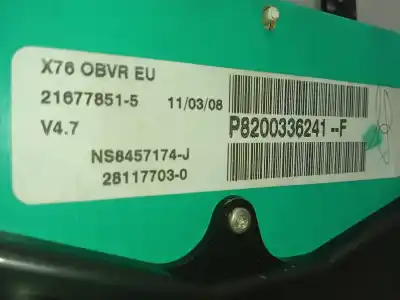 X76 OBVR EU
21677851-5 11/03/08
V4.7
P8200336241--F
NS8457174-J
28117703-0